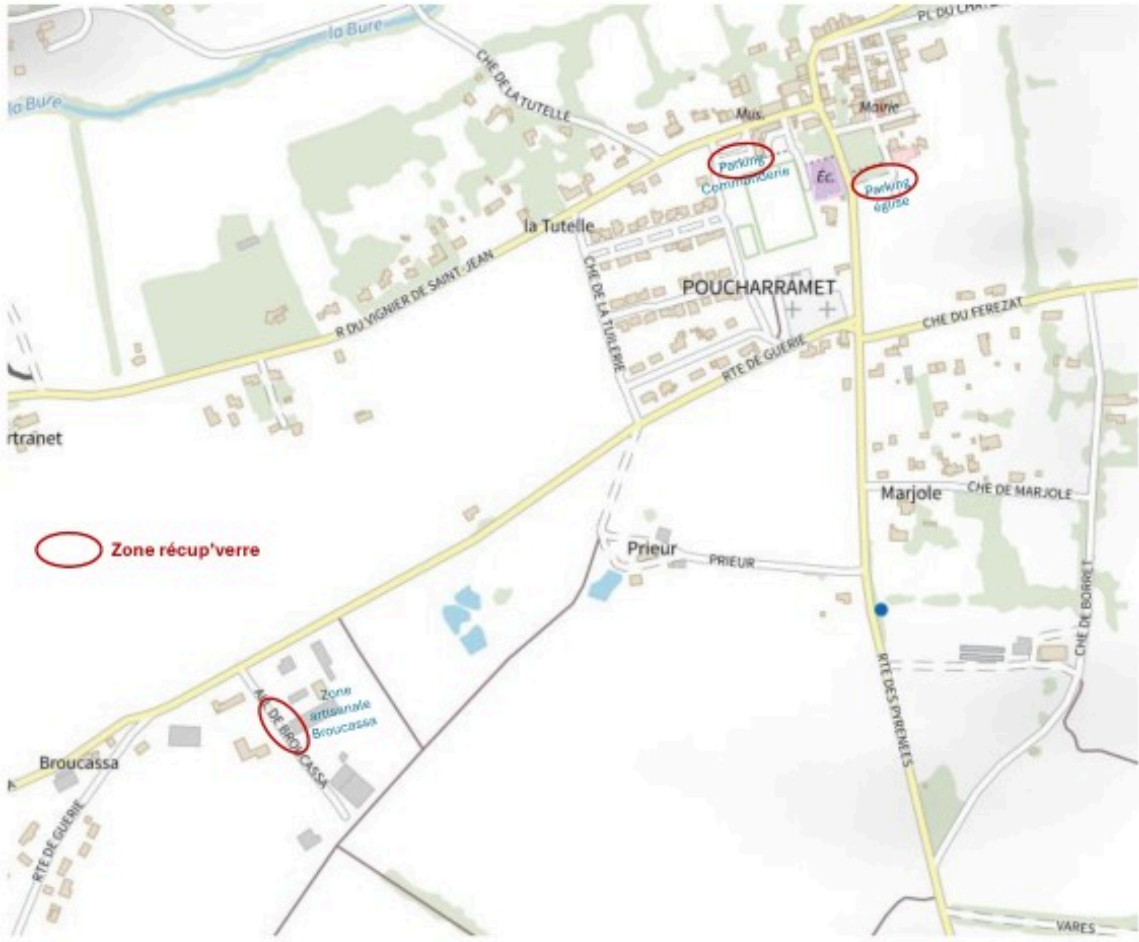 la Bure
PL DU CHÂTE
la Bure
CHE DE LA TUTELLE
Mus.
Mairie
Parking
Commanderie
Éc.
Parking
église
la Tutelle
R DU VIGNIER DE SAINT-JEAN
CHE DE LA TUILERIE
POUCHARRAMET
CHE DU FEREZAT
RTE DE GUERIE
rtranet
Marjole
CHE DE MARJOLE
Zone récup'verre
Prieur
PRIEUR
CHE DE BORRET
RTE DES PYRENEES
Zone
artisanale
Broucassa
ALL DE BROUCASSA
Broucassa
A
RTE DE GUERIE
VARES